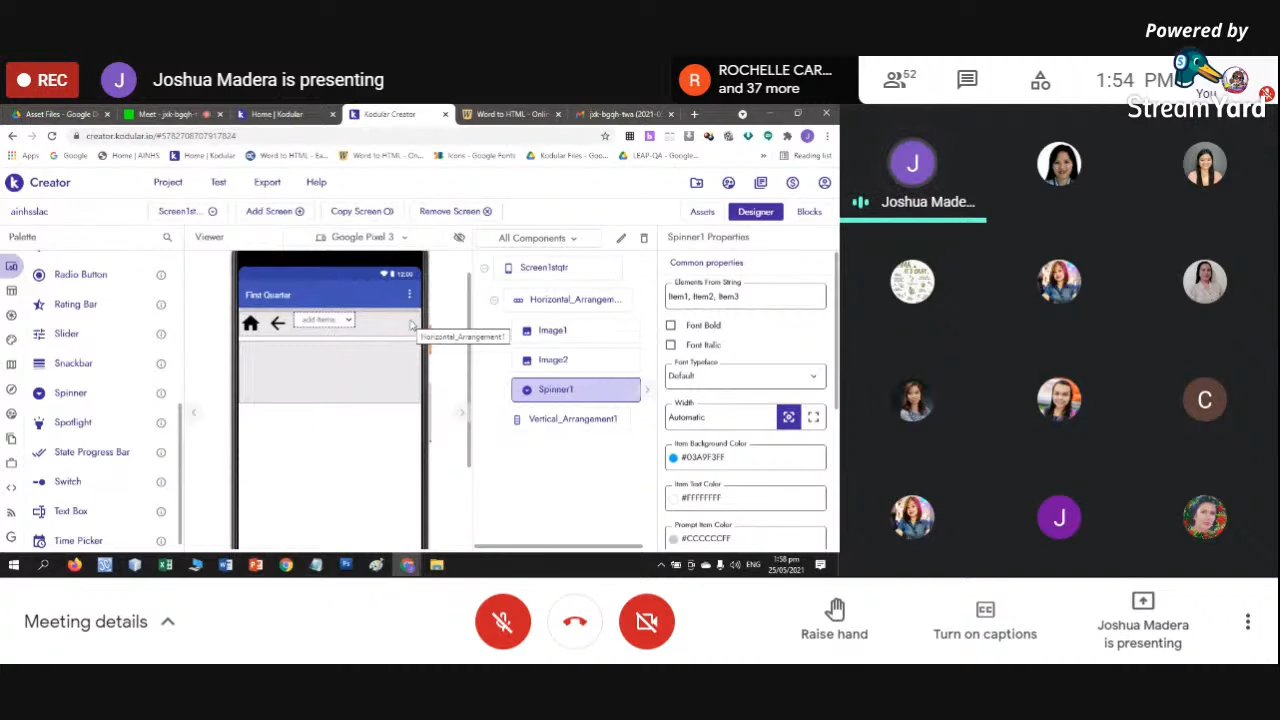 Powered by
StreamYard
REC
J
Joshua Madera is presenting
R
ROCHELLE CAR...
and 37 more
52
1:54 PM
You
Asset Files - Google D
Meet - jxk-bgqh
Home | Kodular
Kodular Creator
Word to HTML - Onli
jxk-bgqh-twa (2021-0
creator.kodular.io/#5782708707917824
Apps
Google
Home | AINHS
Home | Kodular
Word to HTML - Ea...
Word to HTML - On...
Icons - Google Fonts
Kodular Files - Goo...
LEAP-QA - Google...
Reading list
Creator
Project
Test
Export
Help
ainhsslac
Screen1st...
Add Screen
Copy Screen
Remove Screen
Assets
Designer
Blocks
Palette
Viewer
Google Pixel 3
All Components
Spinner1 Properties
Radio Button
Rating Bar
Slider
Snackbar
Spinner
Spotlight
State Progress Bar
Switch
Text Box
Time Picker
12:00
First Quarter
add items...
Horizontal_Arrangement1
Screen1stqtr
Horizontal_Arrangem...
Image1
Image2
Spinner1
Vertical_Arrangement1
Common properties
Elements From String
Item1, Item2, Item3
Font Bold
Font Italic
Font Typeface
Default
Width
Automatic
Item Background Color
#03A9F3FF
Item Text Color
#FFFFFFFF
Prompt Item Color
#CCCCCCFF
ENG
1:58 pm
25/05/2021
J
Joshua Made...
C
J
Meeting details
Raise hand
Turn on captions
Joshua Madera
is presenting